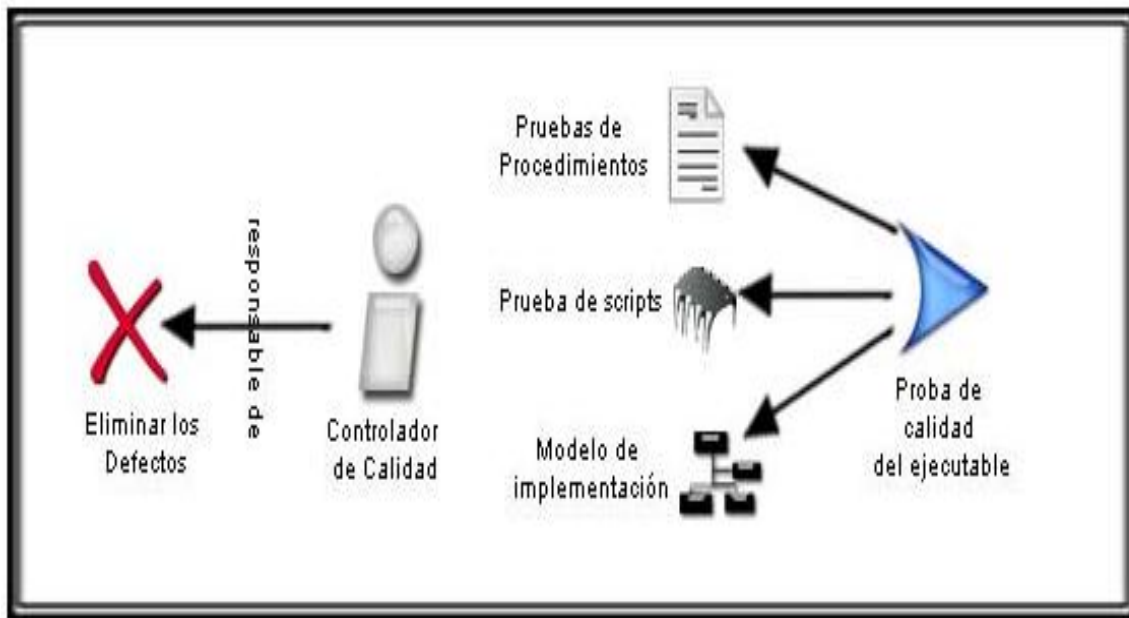 Pruebas de
Procedimientos
responsable de
Prueba de scripts
Eliminar los
Defectos
Controlador
de Calidad
Modelo de
implementación
Proba de
calidad
del ejecutable